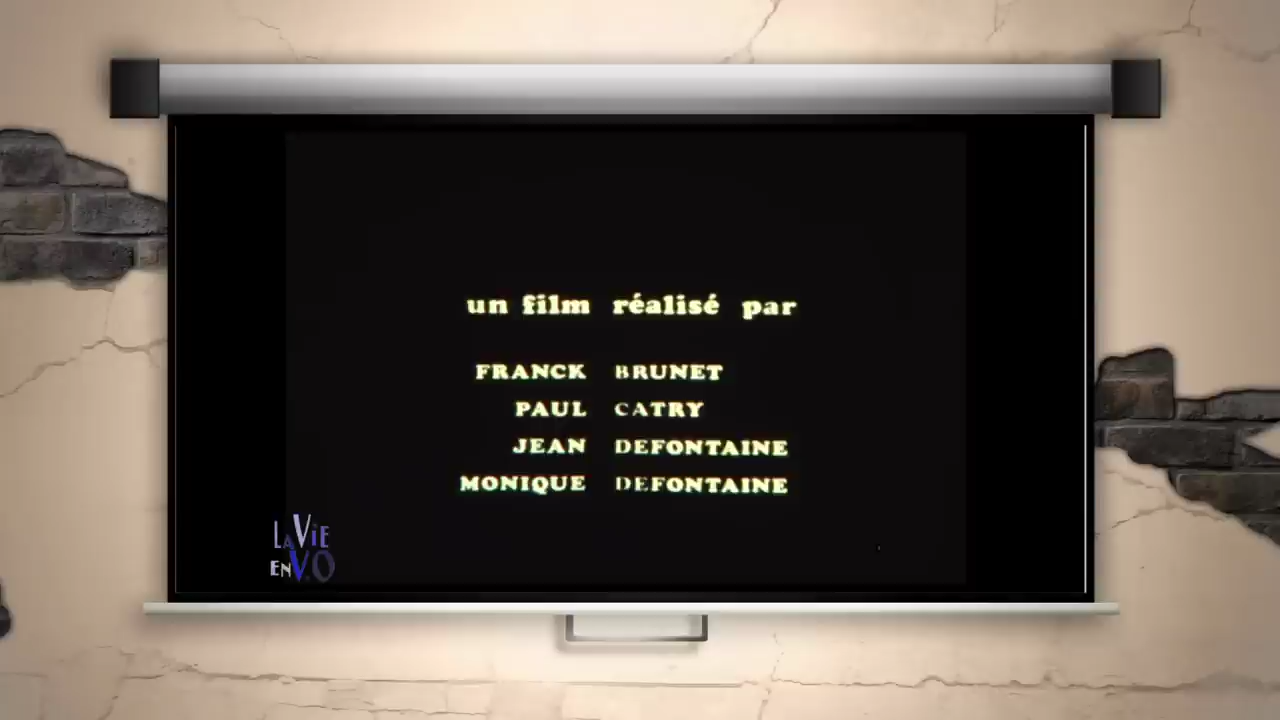 un film réalisé par
FRANCK BRUNET
PAUL CATRY
JEAN DEFONTAINE
MONIQUE DEFONTAINE
LA ViE
EN V.O